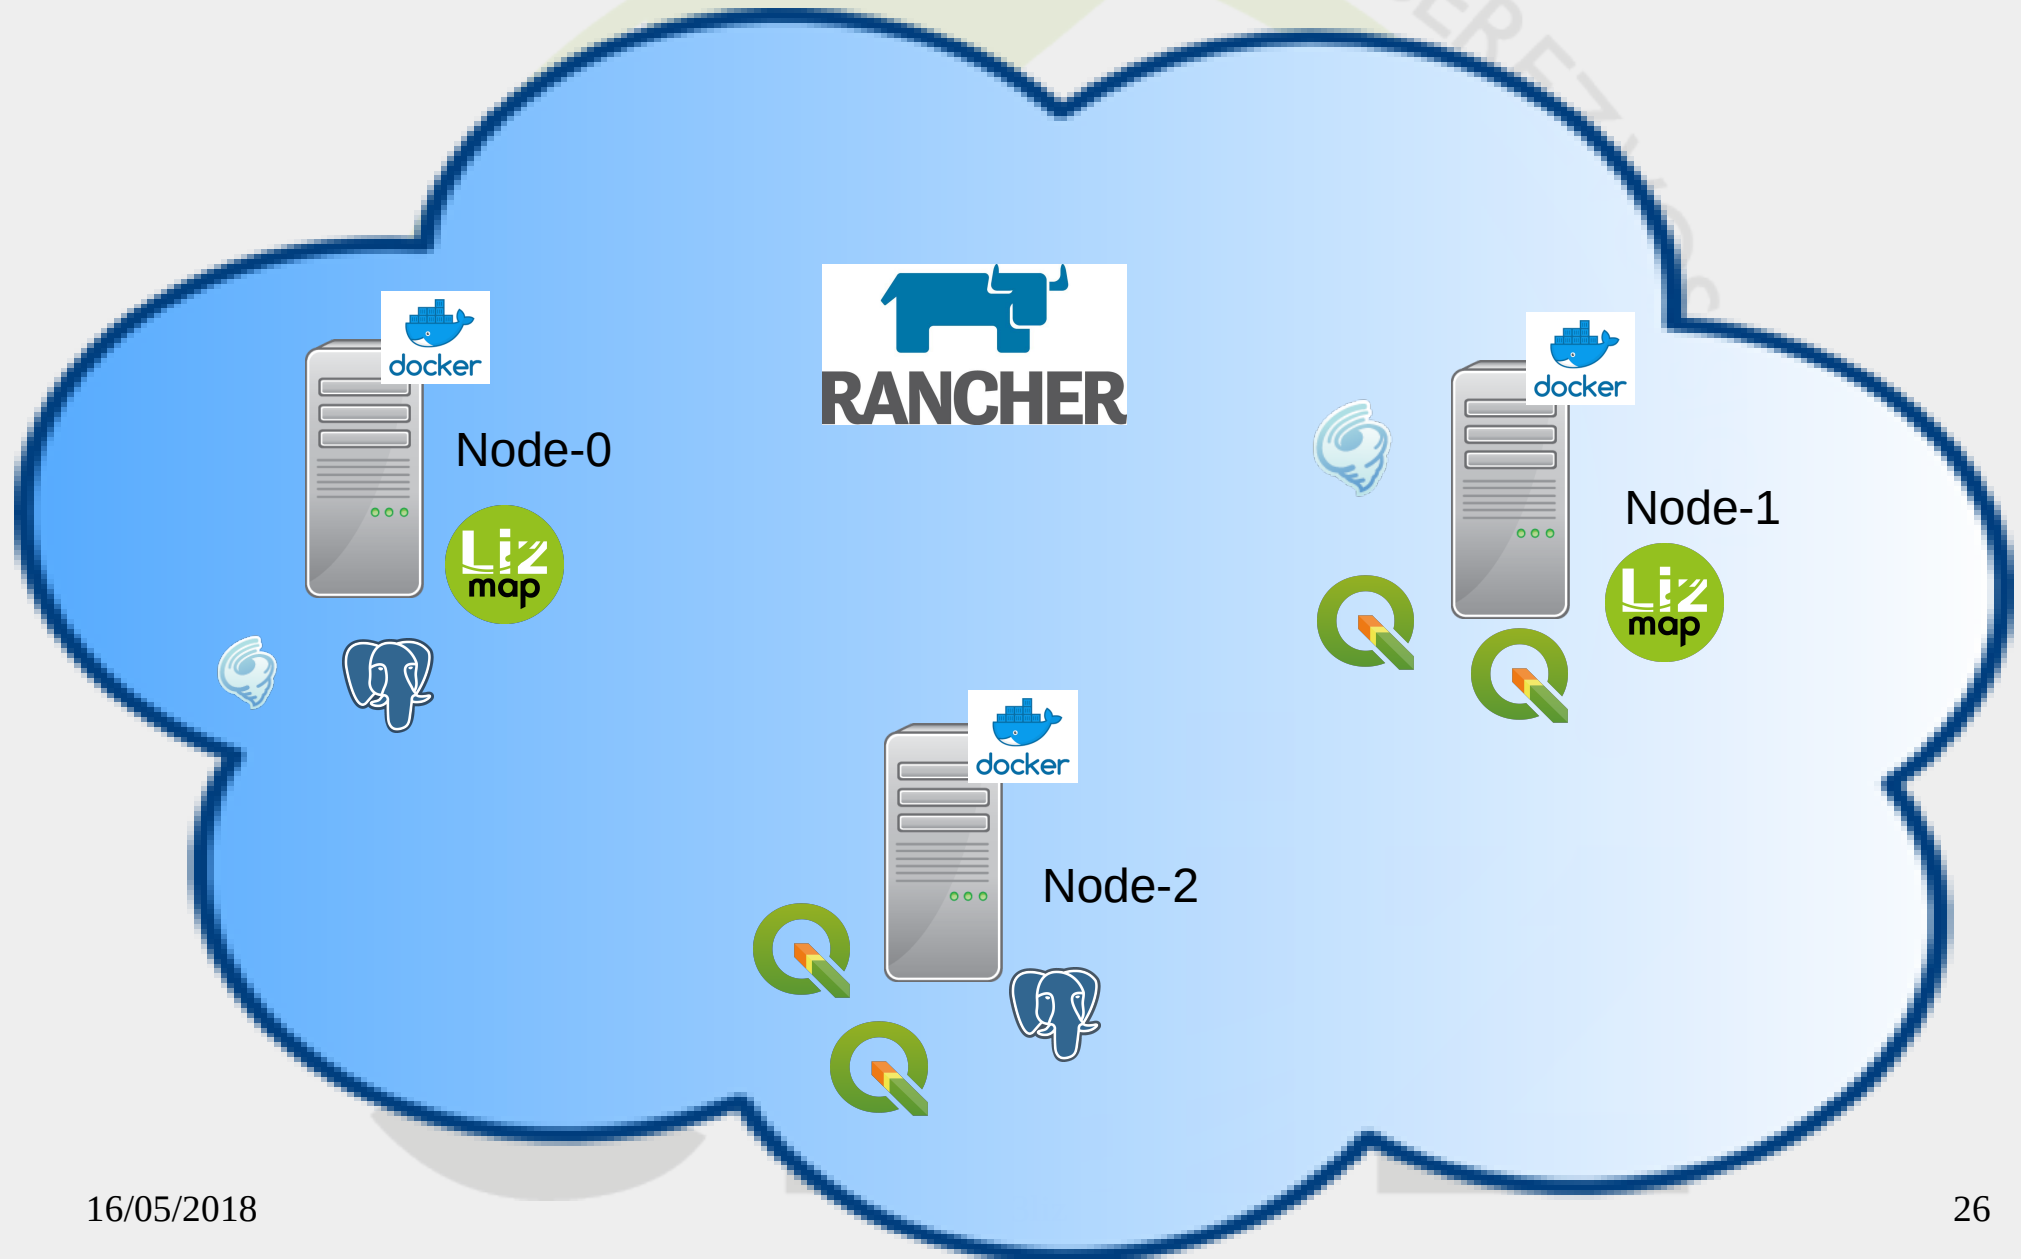 docker
RANCHER
docker
Node-0
Node-1
Liz
map
Liz
map
docker
Node-2
16/05/2018
26